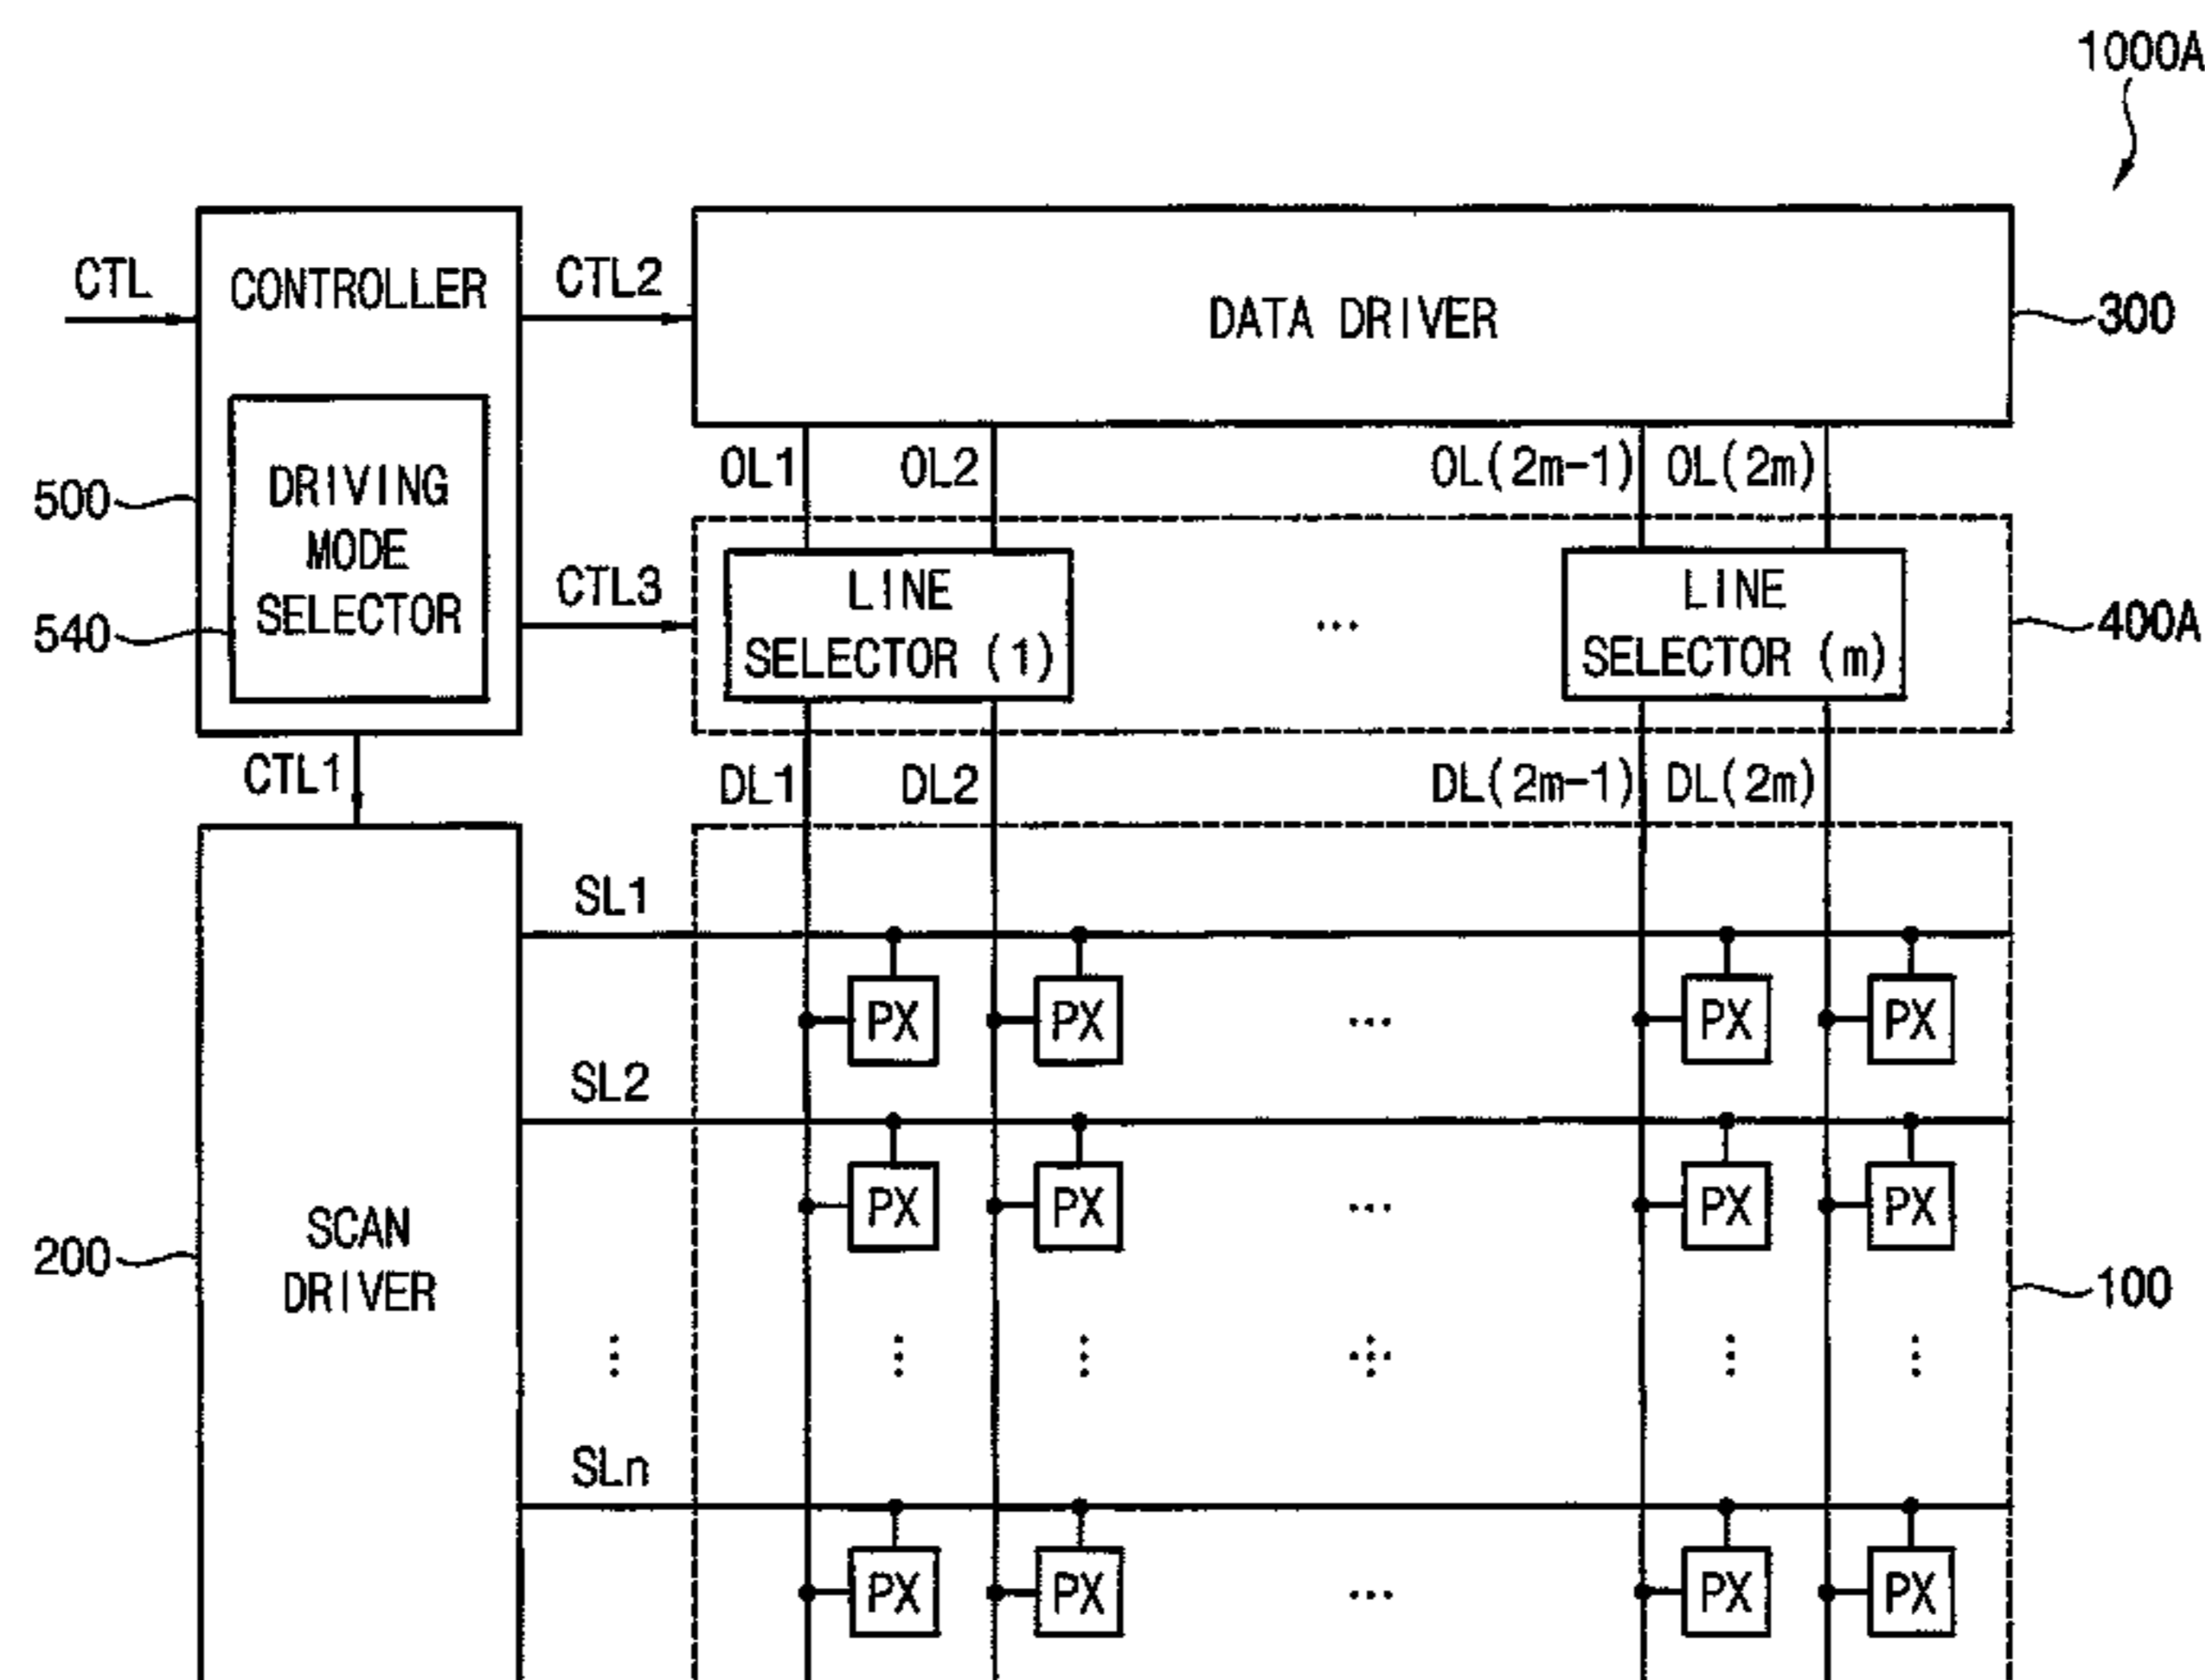 1000A
CTL
CONTROLLER
CTL2
DATA DRIVER
300
OL1
OL2
OL(2m-1)
OL(2m)
500
DRIVING
MODE
SELECTOR
540
CTL3
LINE
SELECTOR (1)
...
LINE
SELECTOR (m)
400A
CTL1
DL1
DL2
DL(2m-1)
DL(2m)
SL1
PX
PX
...
PX
PX
SL2
PX
PX
...
PX
PX
200
SCAN
DRIVER
100
SLn
PX
PX
...
PX
PX